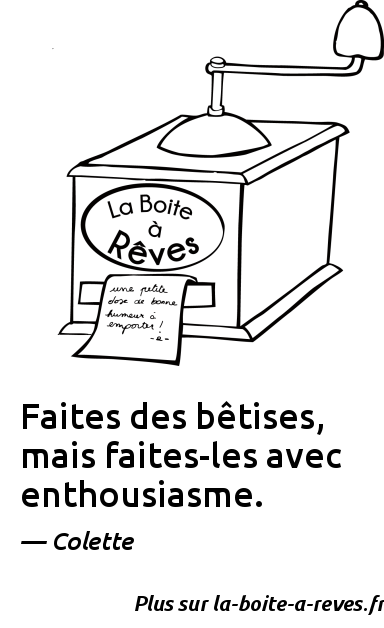 La Boite
à
Rêves
une petite
dose de bonne
humeur à
emporter !
-e-
Faites des bêtises,
mais faites-les avec
enthousiasme.
— Colette
Plus sur la-boite-a-reves.fr